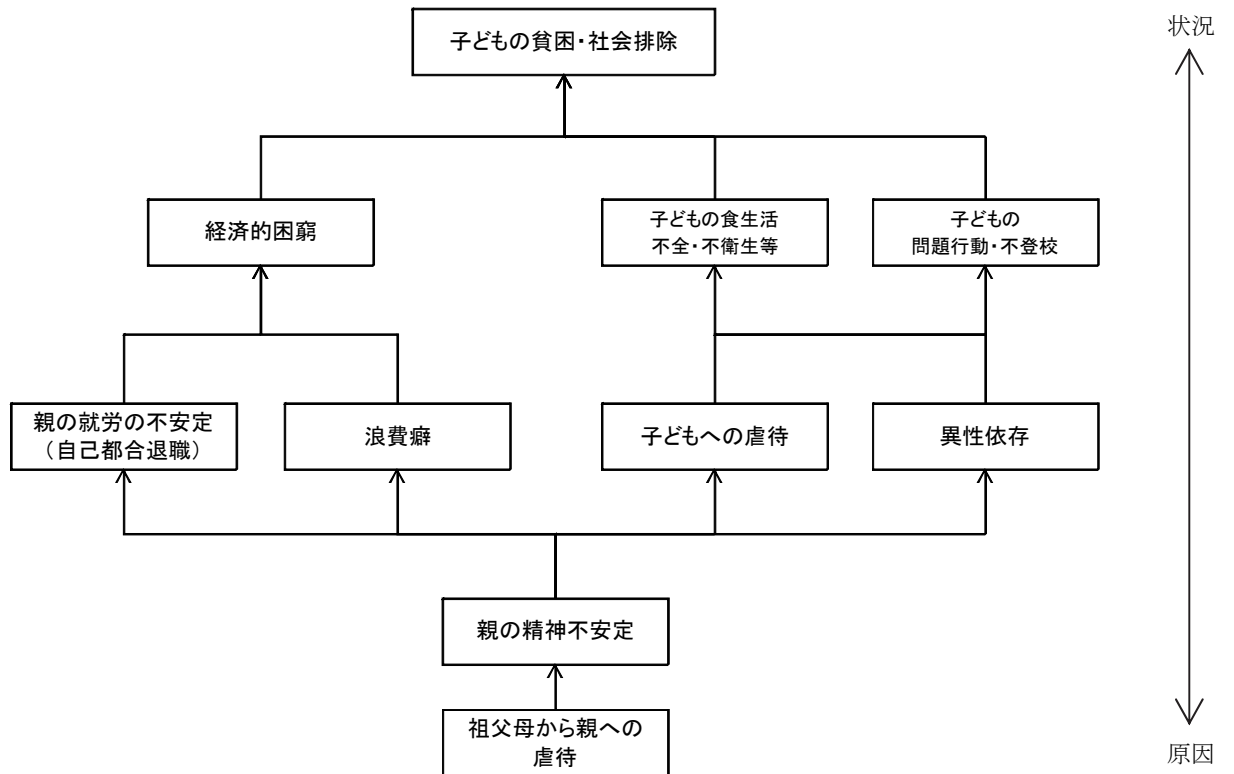 子どもの貧困・社会排除
状況
経済的困窮
子どもの食生活
不全・不衛生等
子どもの
問題行動・不登校
親の就労の不安定
（自己都合退職）
浪費癖
子どもへの虐待
異性依存
親の精神不安定
祖父母から親への
虐待
原因